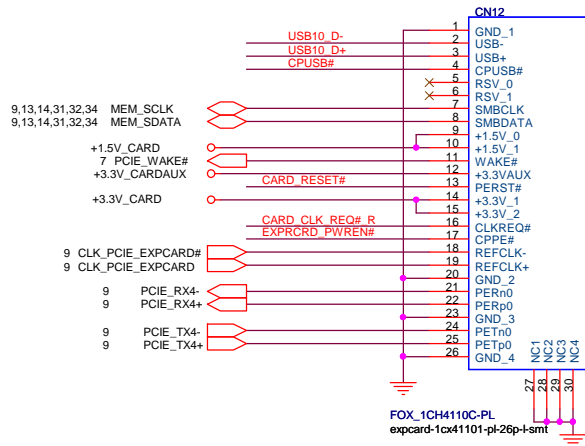 CN12
1 GND_1
USB10_D- 2 USB-
USB10_D+ 3 USB+
CPUSB# 4 CPUSB#
5 RSV_0
6 RSV_1
9,13,14,31,32,34 MEM_SCLK 7 SMBCLK
9,13,14,31,32,34 MEM_SDATA 8 SMBDATA
9 +1.5V_0
+1.5V_CARD 10 +1.5V_1
7 PCIE_WAKE# 11 WAKE#
+3.3V_CARDAUX 12 +3.3VAUX
CARD_RESET# 13 PERST#
+3.3V_CARD 14 +3.3V_1
15 +3.3V_2
CARD_CLK_REQ#_R 16 CLKREQ#
EXPRCRD_PWREN# 17 CPPE#
9 CLK_PCIE_EXPCARD# 18 REFCLK-
9 CLK_PCIE_EXPCARD 19 REFCLK+
20 GND_2
9 PCIE_RX4- 21 PERn0
9 PCIE_RX4+ 22 PERp0
23 GND_3
9 PCIE_TX4- 24 PETn0
9 PCIE_TX4+ 25 PETp0
26 GND_4
NC1 NC2 NC3 NC4
27 28 29 30
FOX_1CH4110C-PL
expcard-1cx41101-pl-26p-l-smt